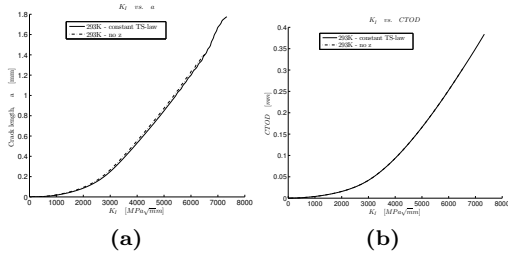 K_I vs. a
293K - constant TS-law
293K - no z
Crack length, a [mm]
1.8
1.6
1.4
1.2
1
0.8
0.6
0.4
0.2
0
0 1000 2000 3000 4000 5000 6000 7000 8000
K_I [MPa√mm]
(a)
K_I vs. CTOD
293K - constant TS-law
293K - no z
CTOD [mm]
0.4
0.35
0.3
0.25
0.2
0.15
0.1
0.05
0
0 1000 2000 3000 4000 5000 6000 7000 8000
K_I [MPa√mm]
(b)